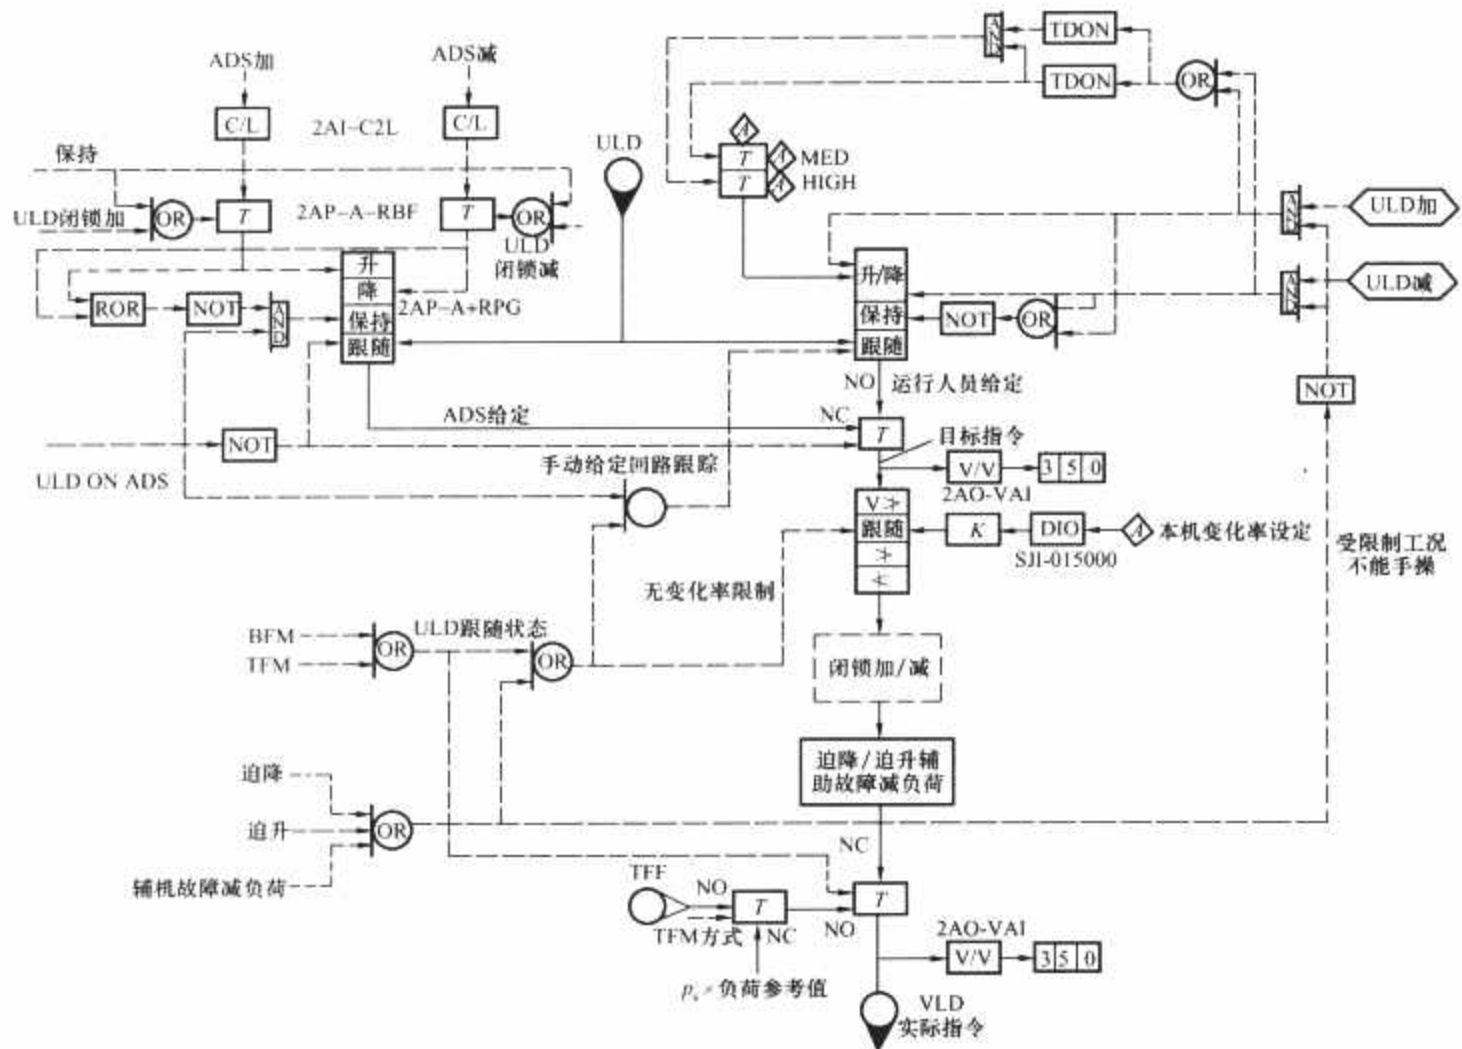 ADS加
ADS减
C/L
2AI-C2L
C/L
保持
ULD闭锁加
OR
T
2AP-A-RBF
T
OR
ULD
闭锁减
ULD
AND
TDON
TDON
OR
A
T
A
MED
T
A
HIGH
AND
ULD加
AND
ULD减
升
降
保持
跟随
2AP-A+RPG
ROR
NOT
AND
升/降
保持
跟随
NOT
OR
NOT
NO
运行人员给定
ADS给定
NC
T
NOT
目标指令
V/V
3 5 0
2AO-VAI
ULD ON ADS
手动给定回路跟踪
V≯
跟随
≯
≮
K
DIO
A
本机变化率设定
SJI-015000
受限制工况
不能手操
无变化率限制
BFM
TFM
OR
ULD跟随状态
OR
闭锁加/减
迫降/迫升辅
助故障减负荷
迫降
迫升
辅机故障减负荷
OR
NC
TFF
NO
T
TFM方式
NC
NO
T
2AO-VAI
V/V
3 5 0
负荷参考值
VLD
实际指令